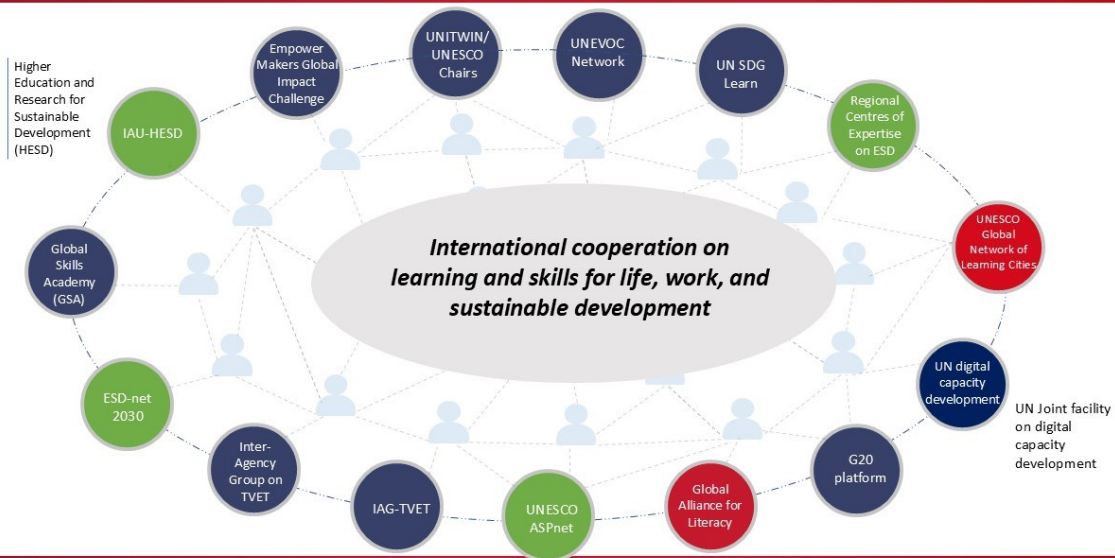 Higher
Education and
Research for
Sustainable
Development
(HESD)
IAU-HESD
Empower
Makers Global
Impact
Challenge
UNITWIN/
UNESCO
Chairs
UNEVOC
Network
UN SDG
Learn
Regional
Centres of
Expertise
on ESD
UNESCO
Global
Network of
Learning Cities
Global
Skills
Academy
(GSA)
International cooperation on
learning and skills for life, work, and
sustainable development
UN digital
capacity
development
UN Joint facility
on digital
capacity
development
ESD-net
2030
Inter-
Agency
Group on
TVET
IAG-TVET
UNESCO
ASPnet
Global
Alliance for
Literacy
G20
platform